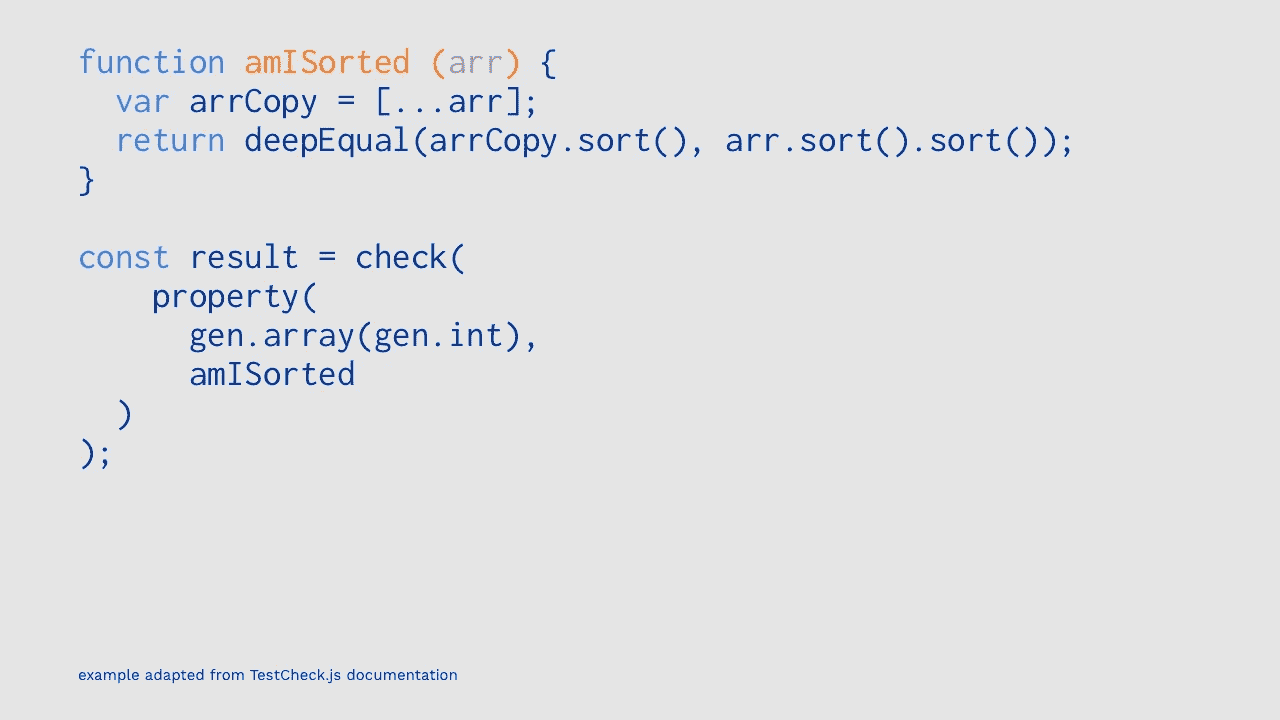 function amISorted (arr) {
  var arrCopy = [...arr];
  return deepEqual(arrCopy.sort(), arr.sort().sort());
}
const result = check(
    property(
      gen.array(gen.int),
      amISorted
  )
);
example adapted from TestCheck.js documentation